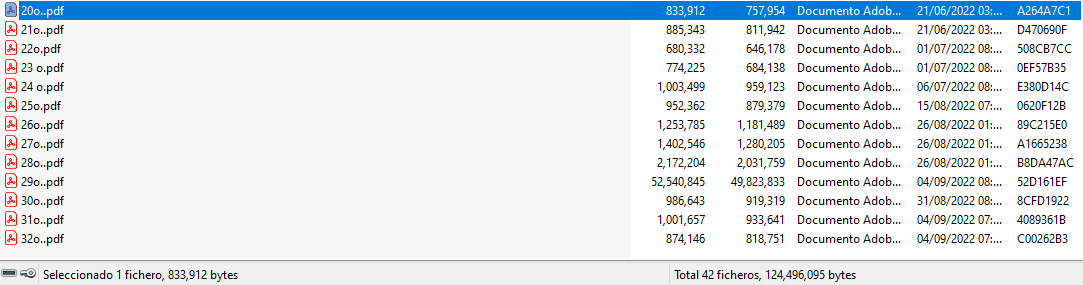 20o..pdf 833,912 757,954 Documento Adob... 21/06/2022 03:... A264A7C1
21o..pdf 885,343 811,942 Documento Adob... 21/06/2022 03:... D470690F
22o.pdf 680,332 646,178 Documento Adob... 01/07/2022 08:... 508CB7CC
23 o.pdf 774,225 684,138 Documento Adob... 01/07/2022 08:... 0EF57B35
24 o.pdf 1,003,499 959,123 Documento Adob... 06/07/2022 08:... E380D14C
25o.pdf 952,362 879,379 Documento Adob... 15/08/2022 07:... 0620F12B
26o..pdf 1,253,785 1,181,489 Documento Adob... 26/08/2022 01:... 89C215E0
27o..pdf 1,402,546 1,280,205 Documento Adob... 26/08/2022 01:... A1665238
28o..pdf 2,172,204 2,031,759 Documento Adob... 26/08/2022 01:... B8DA47AC
29o..pdf 52,540,845 49,823,833 Documento Adob... 04/09/2022 08:... 52D161EF
30o..pdf 986,643 919,319 Documento Adob... 31/08/2022 08:... 8CFD1922
31o..pdf 1,001,657 933,641 Documento Adob... 04/09/2022 07:... 4089361B
32o..pdf 874,146 818,751 Documento Adob... 04/09/2022 07:... C00262B3
Seleccionado 1 fichero, 833,912 bytes Total 42 ficheros, 124,496,095 bytes